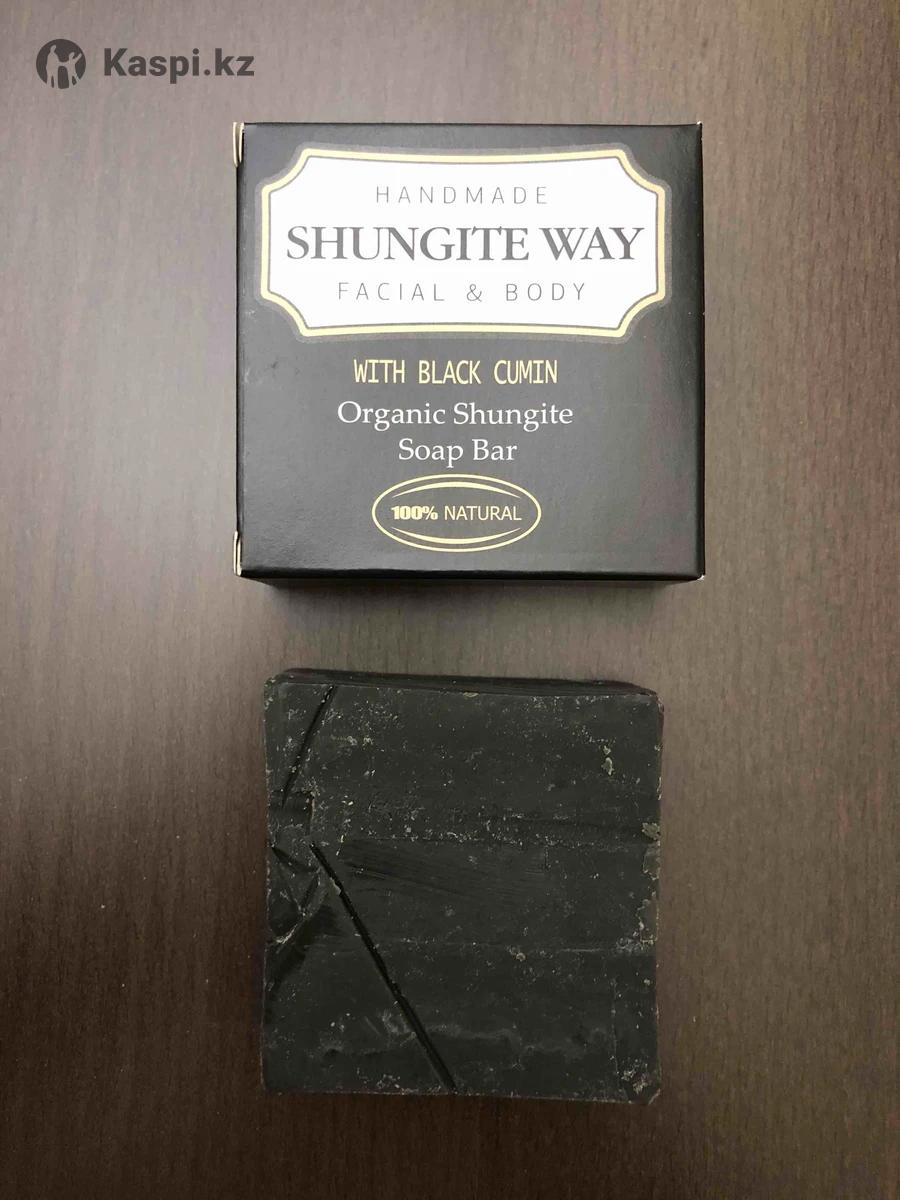 Kaspi.kz
HANDMADE
SHUNGITE WAY
FACIAL & BODY
WITH BLACK CUMIN
Organic Shungite
Soap Bar
100% NATURAL